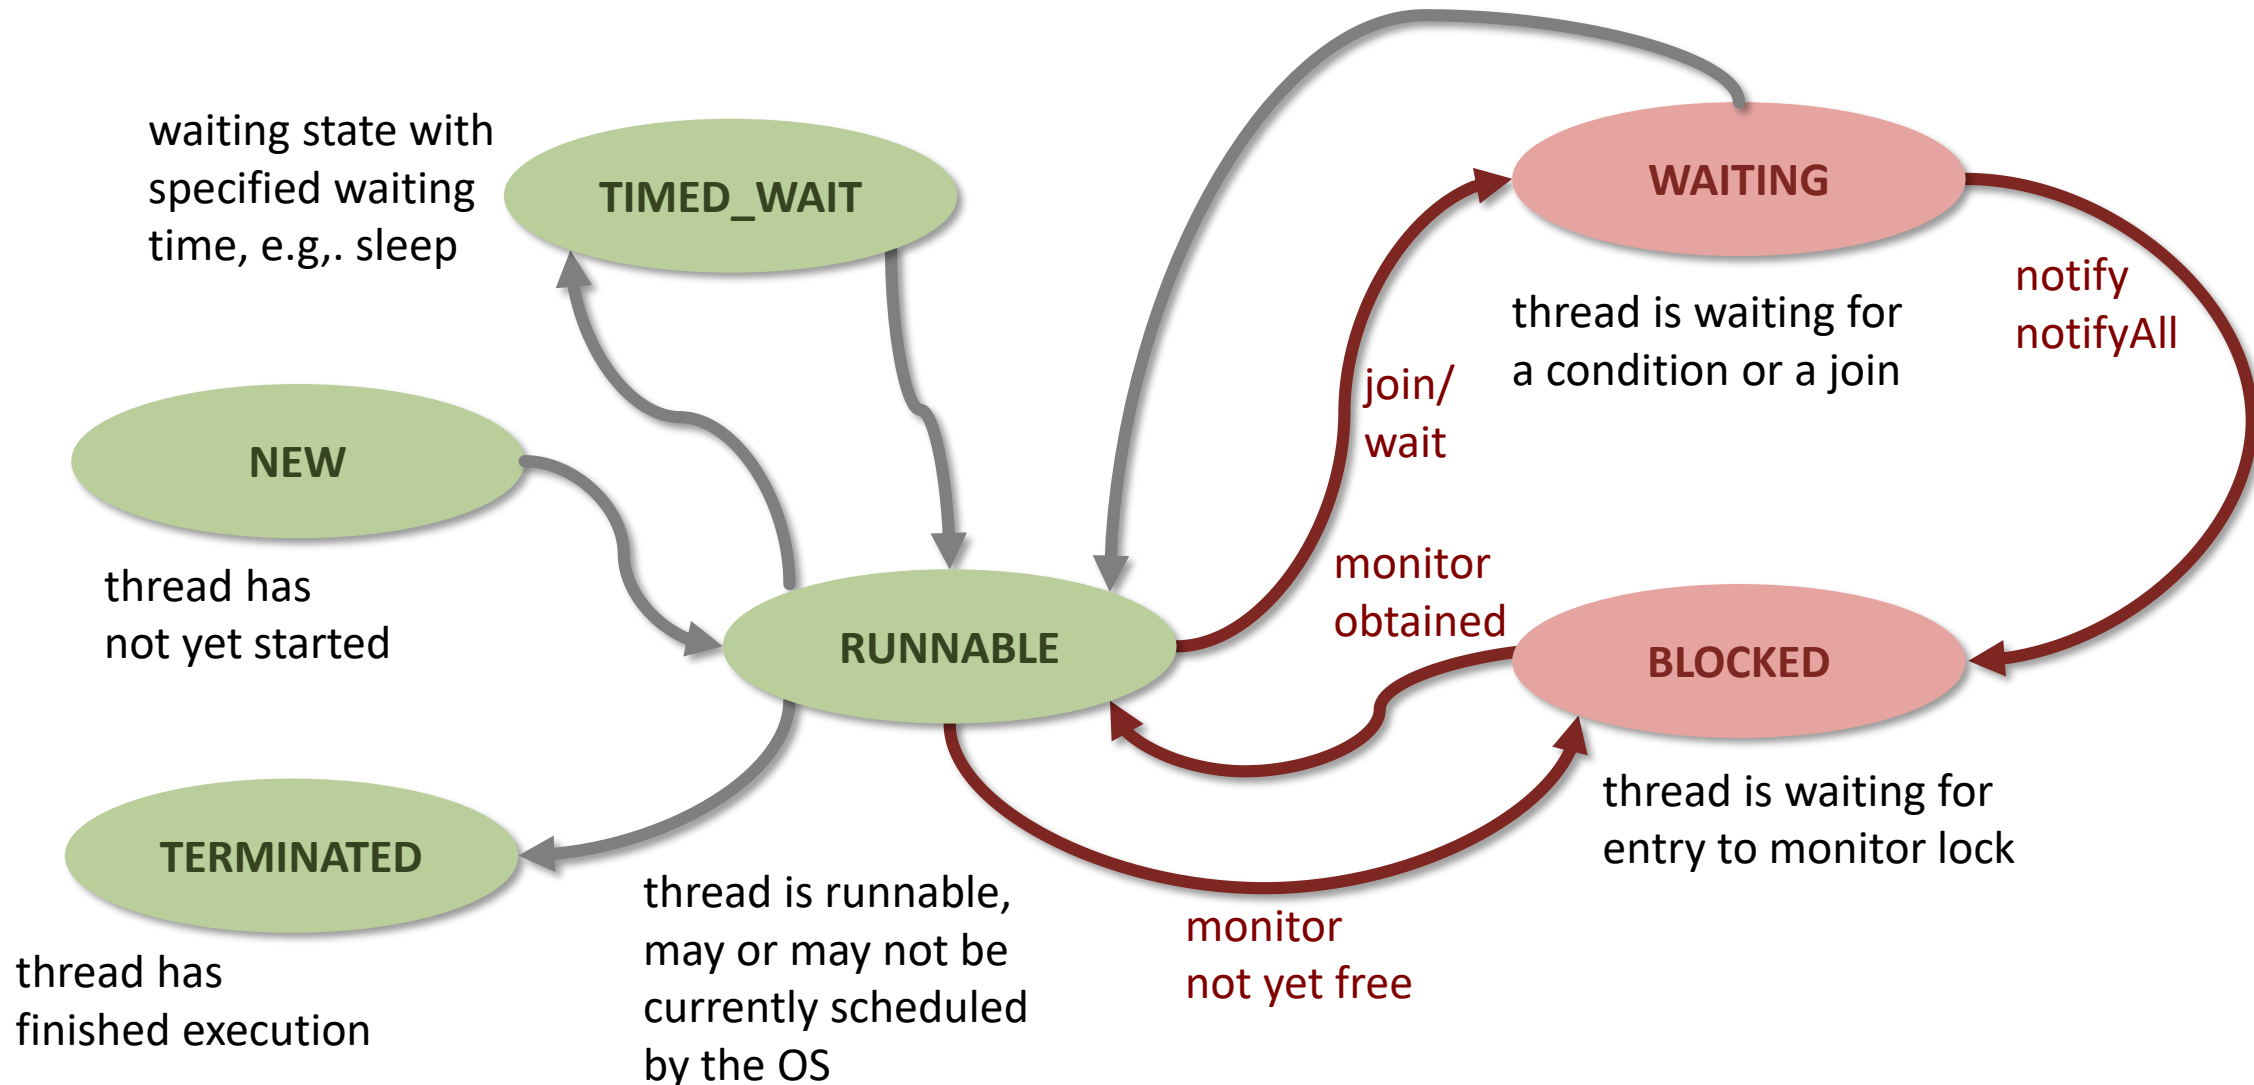 waiting state with
specified waiting
time, e.g,. sleep
TIMED_WAIT
WAITING
notify
notifyAll
thread is waiting for
a condition or a join
join/
wait
NEW
thread has
not yet started
monitor
obtained
RUNNABLE
BLOCKED
thread is waiting for
entry to monitor lock
TERMINATED
thread has
finished execution
thread is runnable,
may or may not be
currently scheduled
by the OS
monitor
not yet free